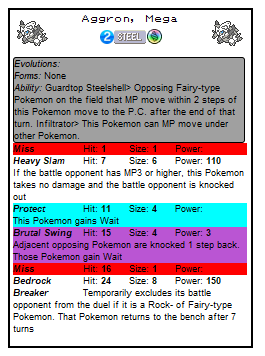 Aggron, Mega
2 STEEL
Evolutions:
Forms: None
Ability: Guardtop Steelshell> Opposing Fairy-type
Pokemon on the field that MP move within 2 steps of
this Pokemon move to the P.C. after the end of that
turn. Infiltrator> This Pokemon can MP move under
other Pokemon.
Miss Hit: 1 Size: 1 Power:
Heavy Slam Hit: 7 Size: 6 Power: 110
If the battle opponent has MP3 or higher, this Pokemon
takes no damage and the battle opponent is knocked
out
Protect Hit: 11 Size: 4 Power:
This Pokemon gains Wait
Brutal Swing Hit: 15 Size: 4 Power: 3
Adjacent opposing Pokemon are knocked 1 step back.
Those Pokemon gain Wait
Miss Hit: 16 Size: 1 Power:
Bedrock Hit: 24 Size: 8 Power: 150
Breaker Temporarily excludes its battle
opponent from the duel if it is a Rock- of Fairy-type
Pokemon. That Pokemon returns to the bench after 7
turns